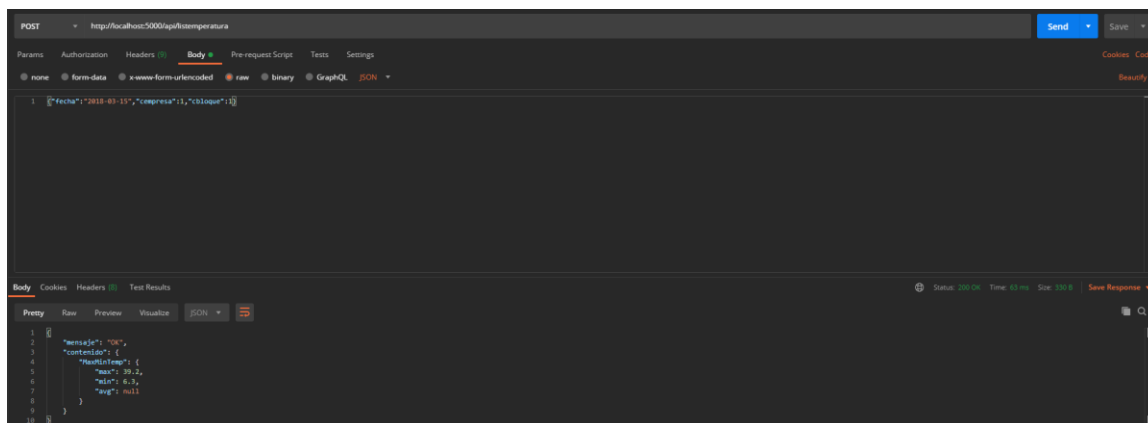 POST http://localhost:5000/api/listemperatura Send Save
Params Authorization Headers (9) Body Pre-request Script Tests Settings Cookies Cod
none form-data x-www-form-urlencoded raw binary GraphQL JSON Beautify
1 {"fecha":"2018-03-15","cempresa":1,"cbloque":1}
Body Cookies Headers (8) Test Results Status: 200 OK Time: 63 ms Size: 330 B Save Response
Pretty Raw Preview Visualize JSON
1 {
2 "mensaje": "OK",
3 "contenido": {
4 "MaxMinTemp": {
5 "max": 39.2,
6 "min": 6.3,
7 "avg": null
8 }
9 }
10 }